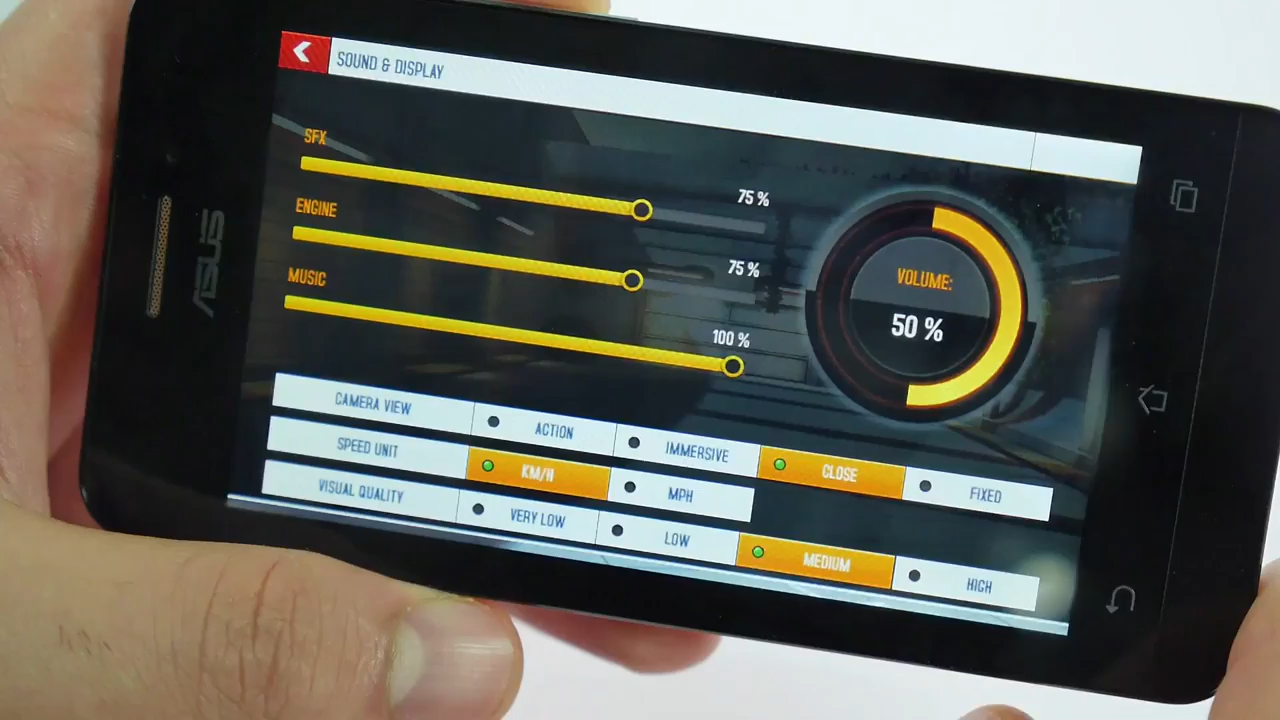 SOUND & DISPLAY
SFX
75 %
ENGINE
75 %
MUSIC
100 %
VOLUME:
50 %
CAMERA VIEW ACTION IMMERSIVE CLOSE FIXED
SPEED UNIT KM/H MPH
VISUAL QUALITY VERY LOW LOW MEDIUM HIGH
ASUS